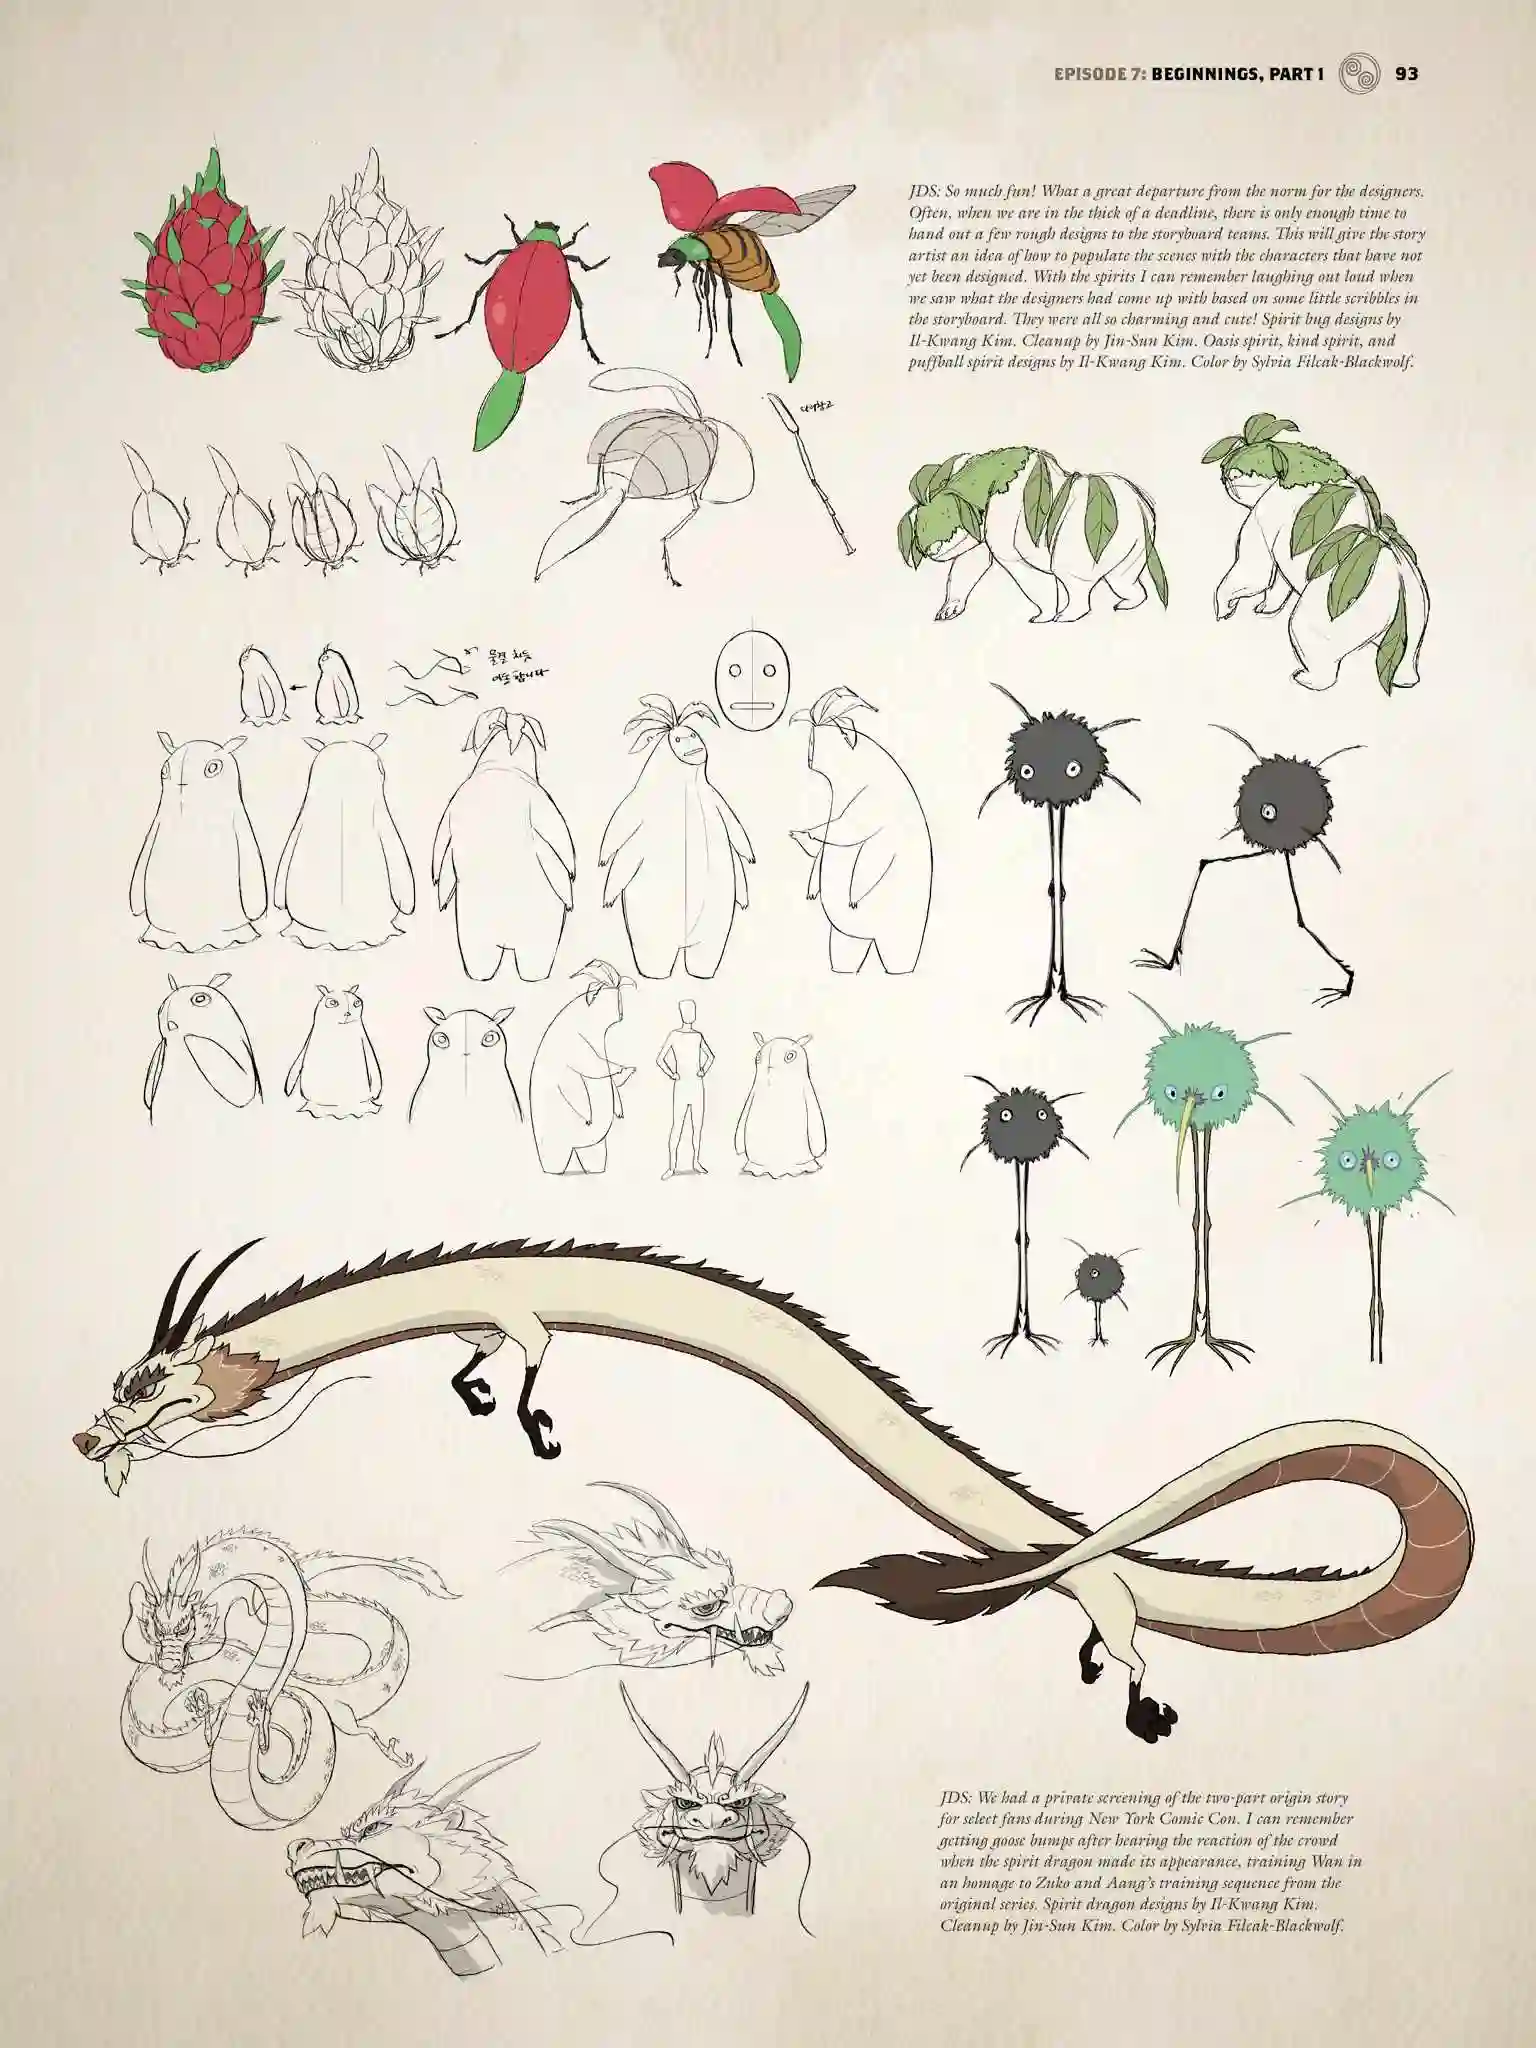 EPISODE 7: BEGINNINGS, PART 1 93
JDS: So much fun! What a great departure from the norm for the designers.
Often, when we are in the thick of a deadline, there is only enough time to
hand out a few rough designs to the storyboard teams. This will give the story
artist an idea of how to populate the scenes with the characters that have not
yet been designed. With the spirits I can remember laughing out loud when
we saw what the designers had come up with based on some little scribbles in
the storyboard. They were all so charming and cute! Spirit bug designs by
Il-Kwang Kim. Cleanup by Jin-Sun Kim. Oasis spirit, kind spirit, and
puffball spirit designs by Il-Kwang Kim. Color by Sylvia Filcak-Blackwolf.
물결 치듯
JDS: We had a private screening of the two-part origin story
for select fans during New York Comic Con. I can remember
getting goose bumps after hearing the reaction of the crowd
when the spirit dragon made its appearance, training Wan in
an homage to Zuko and Aang's training sequence from the
original series. Spirit dragon designs by Il-Kwang Kim.
Cleanup by Jin-Sun Kim. Color by Sylvia Filcak-Blackwolf.